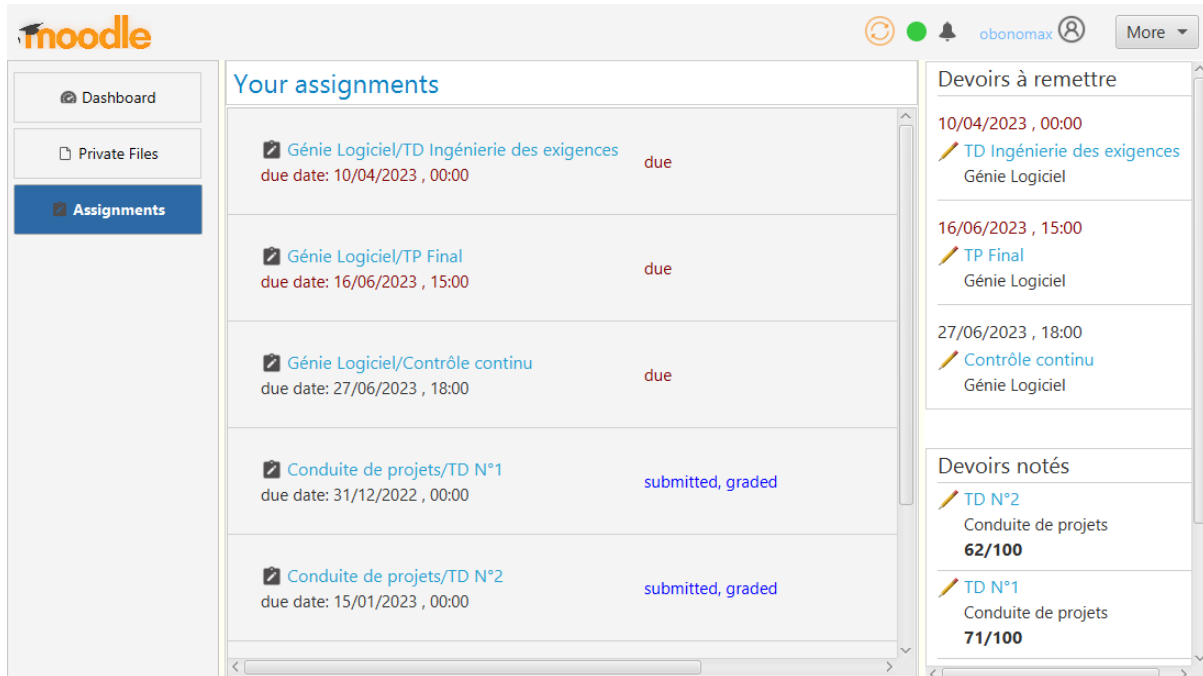 moodle
obonomax
More
Dashboard
Private Files
Assignments
Your assignments
Génie Logiciel/TD Ingénierie des exigences
due date: 10/04/2023 , 00:00
due
Génie Logiciel/TP Final
due date: 16/06/2023 , 15:00
due
Génie Logiciel/Contrôle continu
due date: 27/06/2023 , 18:00
due
Conduite de projets/TD N°1
due date: 31/12/2022 , 00:00
submitted, graded
Conduite de projets/TD N°2
due date: 15/01/2023 , 00:00
submitted, graded
Devoirs à remettre
10/04/2023 , 00:00
TD Ingénierie des exigences
Génie Logiciel
16/06/2023 , 15:00
TP Final
Génie Logiciel
27/06/2023 , 18:00
Contrôle continu
Génie Logiciel
Devoirs notés
TD N°2
Conduite de projets
62/100
TD N°1
Conduite de projets
71/100